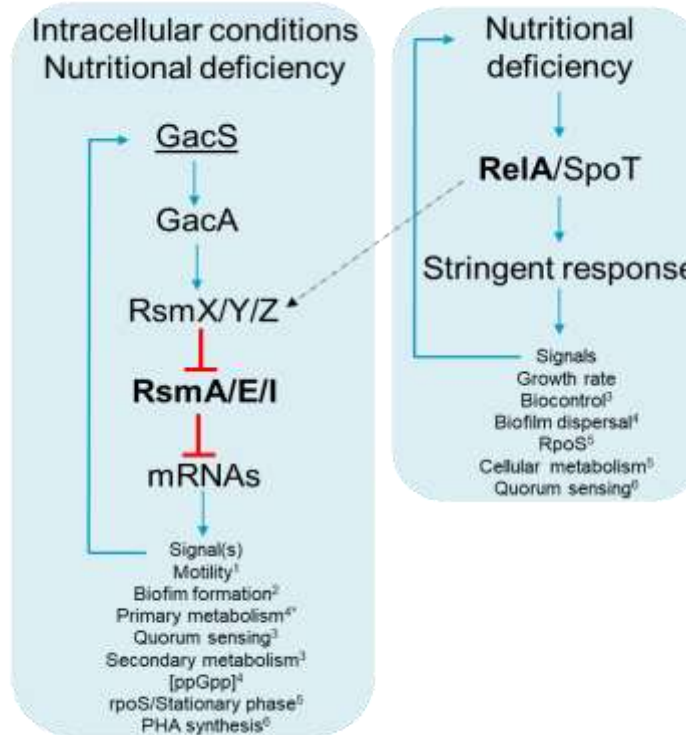 Intracellular conditions
Nutritional deficiency
GacS
GacA
RsmX/Y/Z
RsmA/E/I
mRNAs
Signal(s)
Motility¹
Biofim formation²
Primary metabolism⁴*
Quorum sensing³
Secondary metabolism³
[ppGpp]⁴
rpoS/Stationary phase⁵
PHA synthesis⁶
Nutritional
deficiency
RelA/SpoT
Stringent response
Signals
Growth rate
Biocontrol³
Biofilm dispersal⁴
RpoS⁵
Cellular metabolism⁵
Quorum sensing⁶